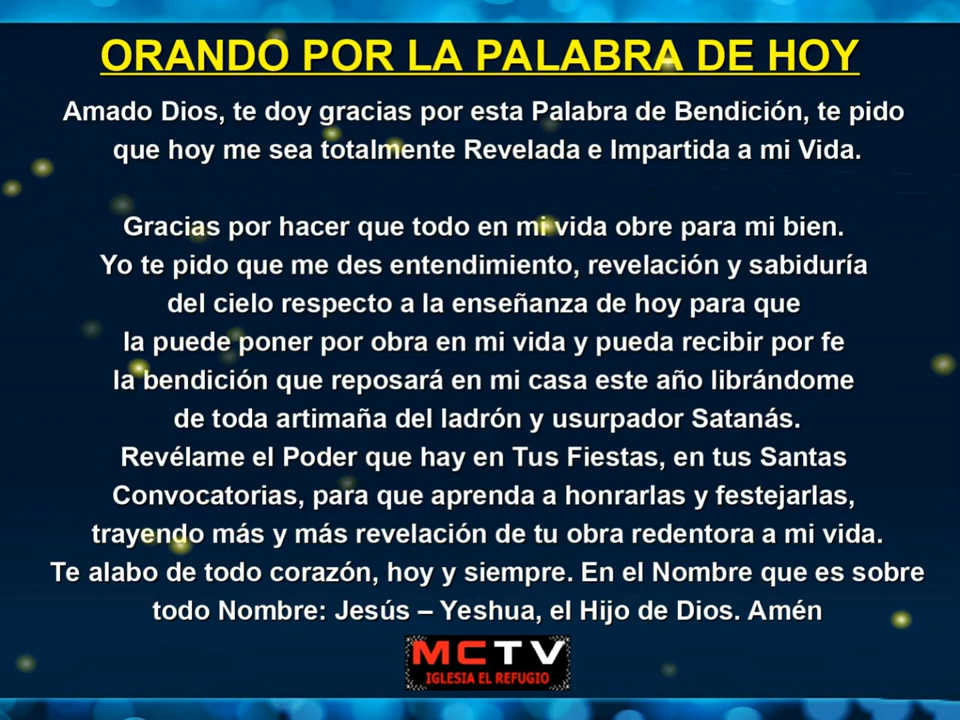 ORANDO POR LA PALABRA DE HOY
Amado Dios, te doy gracias por esta Palabra de Bendición, te pido
que hoy me sea totalmente Revelada e Impartida a mi Vida.
Gracias por hacer que todo en mi vida obre para mi bien.
Yo te pido que me des entendimiento, revelación y sabiduría
del cielo respecto a la enseñanza de hoy para que
la puede poner por obra en mi vida y pueda recibir por fe
la bendición que reposará en mi casa este año librándome
de toda artimaña del ladrón y usurpador Satanás.
Revélame el Poder que hay en Tus Fiestas, en tus Santas
Convocatorias, para que aprenda a honrarlas y festejarlas,
trayendo más y más revelación de tu obra redentora a mi vida.
Te alabo de todo corazón, hoy y siempre. En el Nombre que es sobre
todo Nombre: Jesús – Yeshua, el Hijo de Dios. Amén
MCTV
IGLESIA EL REFUGIO